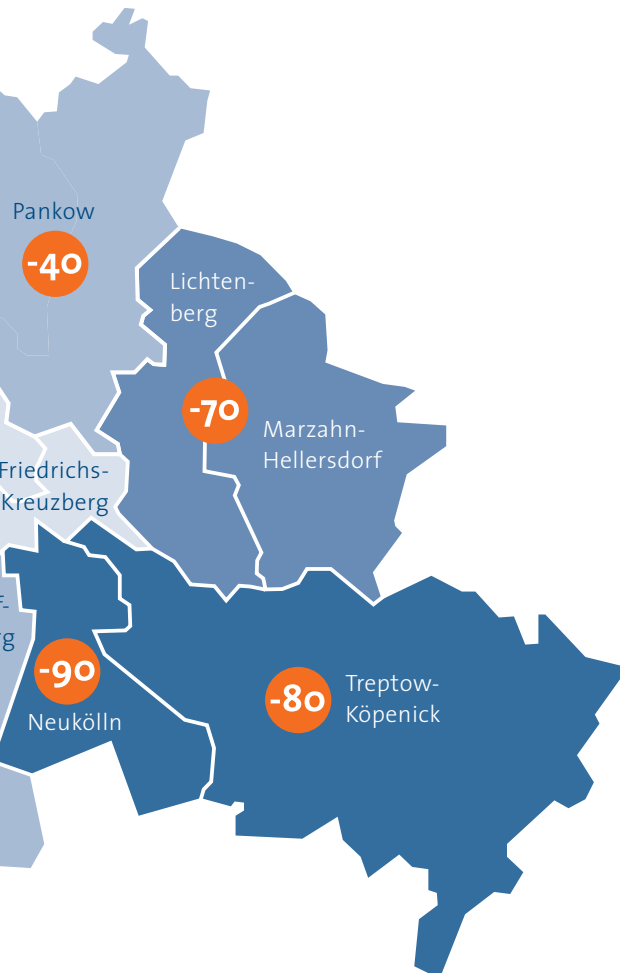 Pankow
-40
Lichten-
berg
-70
Marzahn-
Hellersdorf
Friedrichs-
Kreuzberg
-90
Neukölln
-80
Treptow-
Köpenick